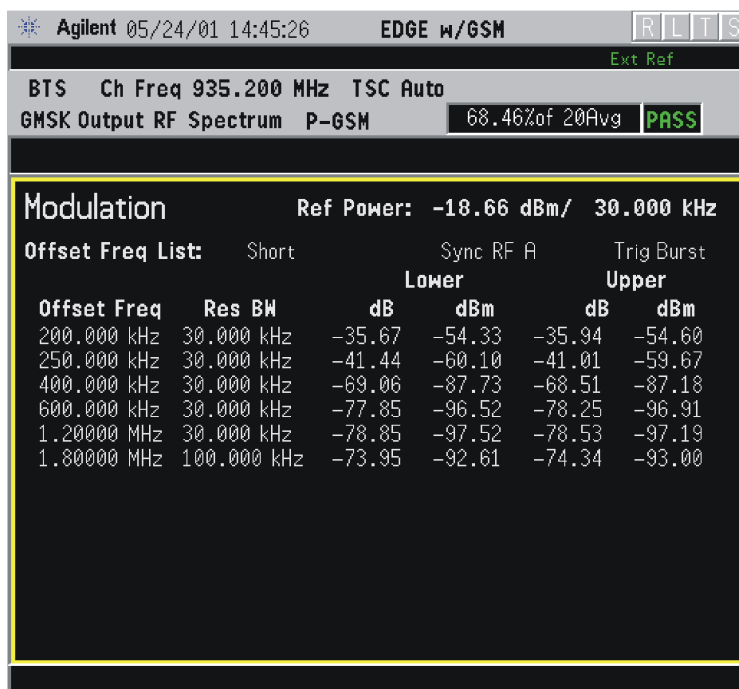 Agilent 05/24/01 14:45:26 EDGE w/GSM R L T S
Ext Ref
BTS Ch Freq 935.200 MHz TSC Auto
GMSK Output RF Spectrum P-GSM 68.46%of 20Avg PASS
Modulation Ref Power: -18.66 dBm/ 30.000 kHz
Offset Freq List: Short Sync RF A Trig Burst
Lower Upper
Offset Freq Res BW dB dBm dB dBm
200.000 kHz 30.000 kHz -35.67 -54.33 -35.94 -54.60
250.000 kHz 30.000 kHz -41.44 -60.10 -41.01 -59.67
400.000 kHz 30.000 kHz -69.06 -87.73 -68.51 -87.18
600.000 kHz 30.000 kHz -77.85 -96.52 -78.25 -96.91
1.20000 MHz 30.000 kHz -78.85 -97.52 -78.53 -97.19
1.80000 MHz 100.000 kHz -73.95 -92.61 -74.34 -93.00